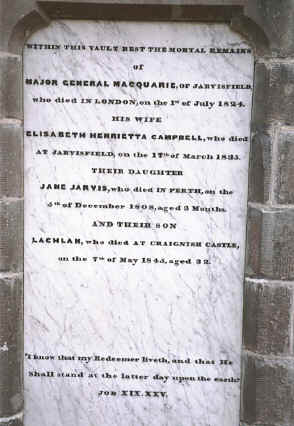 WITHIN THIS VAULT REST THE MORTAL REMAINS
of
MAJOR GENERAL MACQUARIE, OF JARVISFIELD,
who died IN LONDON, on the 1st of July 1824.
HIS WIFE
ELISABETH HENRIETTA CAMPBELL, who died
AT JARVISFIELD, on the 11th of March 1835.
THEIR DAUGHTER
JANE JARVIS, who died IN PERTH, on the
5th of December 1808, aged 3 Months.
AND THEIR SON
LACHLAN, who died AT CRAIGNISH CASTLE,
on the 7th of May 1845, aged 32.
"I know that my Redeemer liveth, and that He
Shall stand at the latter day upon the earth"
JOB XIX.XXV.